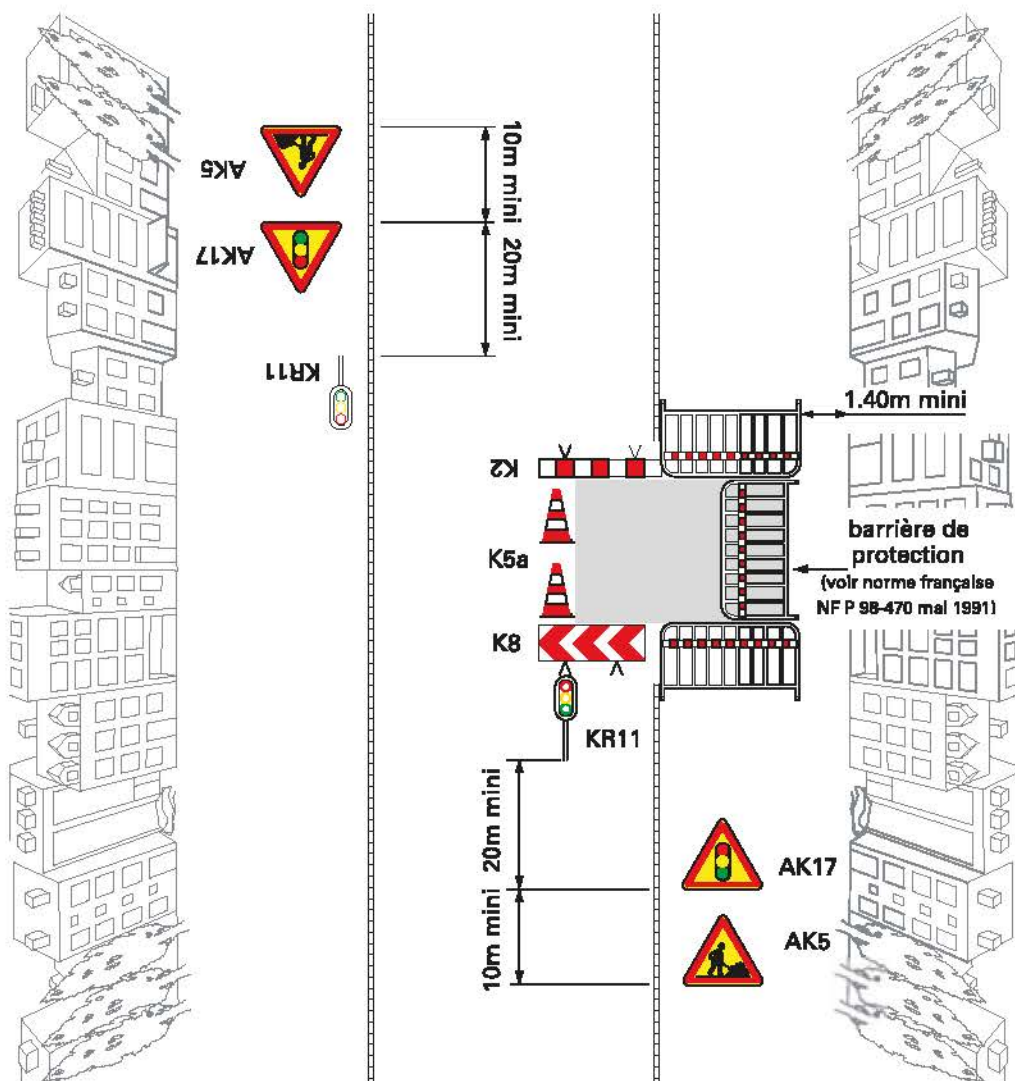 AK5
10m mini
AK17
20m mini
KR11
1.40m mini
K2
barrière de
protection
(voir norme française
NF P 98-470 mai 1991)
K5a
K8
KR11
20m mini
AK17
10m mini
AK5